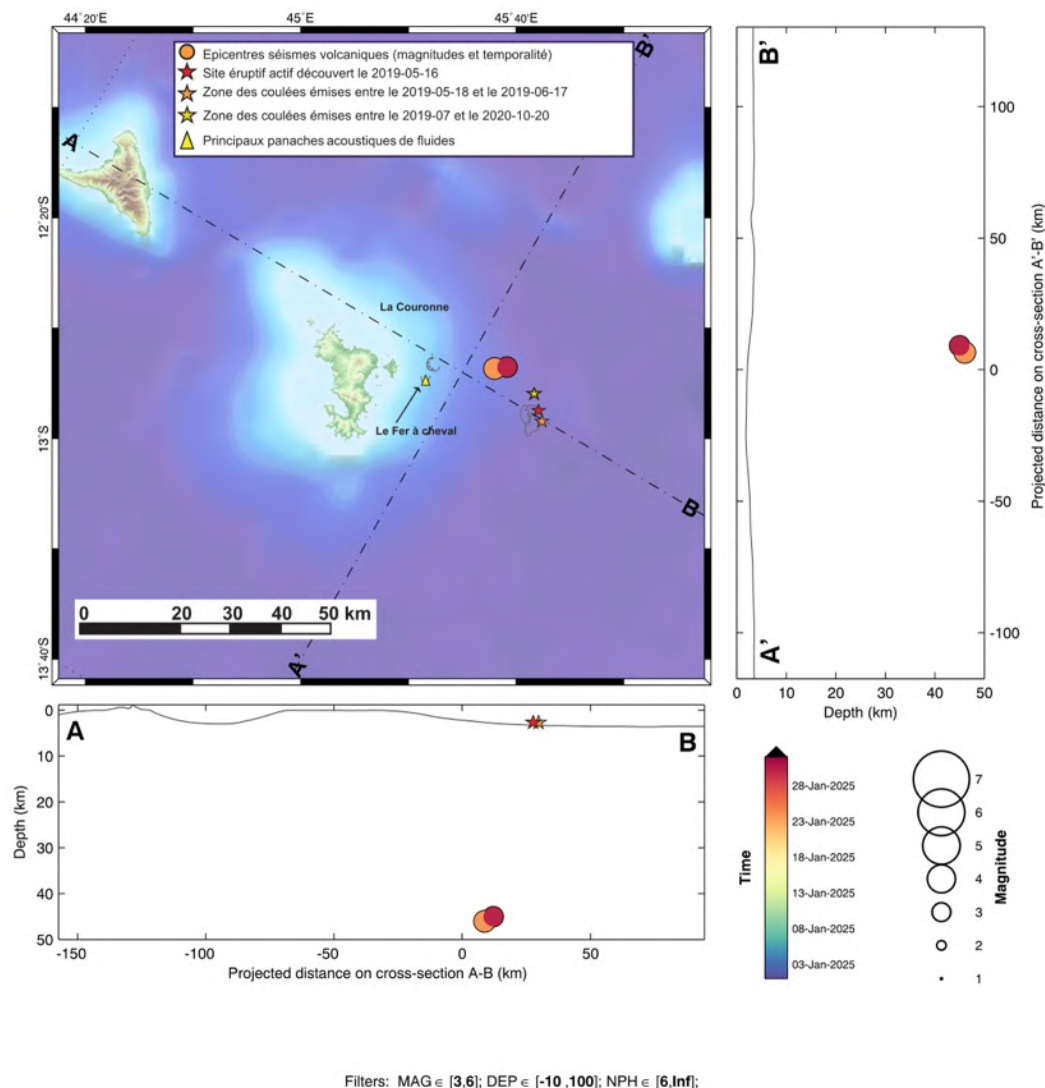 44˚20'E
45˚E
45˚40'E
Epicentres séismes volcaniques (magnitudes et temporalité)
Site éruptif actif découvert le 2019-05-16
Zone des coulées émises entre le 2019-05-18 et le 2019-06-17
Zone des coulées émises entre le 2019-07 et le 2020-10-20
Principaux panaches acoustiques de fluides
B'
A
12˚20'S
La Couronne
13˚S
Le Fer à cheval
B
0 20 30 40 50 km
A'
13˚40'S
B'
100
50
0
-50
-100
A'
Projected distance on cross-section A'-B' (km)
0 10 20 30 40 50
Depth (km)
A
B
0
10
20
30
40
50
Depth (km)
-150 -100 -50 0 50
Projected distance on cross-section A-B (km)
Time
28-Jan-2025
23-Jan-2025
18-Jan-2025
13-Jan-2025
08-Jan-2025
03-Jan-2025
7
6
5
4
3
2
1
Magnitude
Filters: MAG ∈ [3,6]; DEP ∈ [-10 ,100]; NPH ∈ [6,Inf];